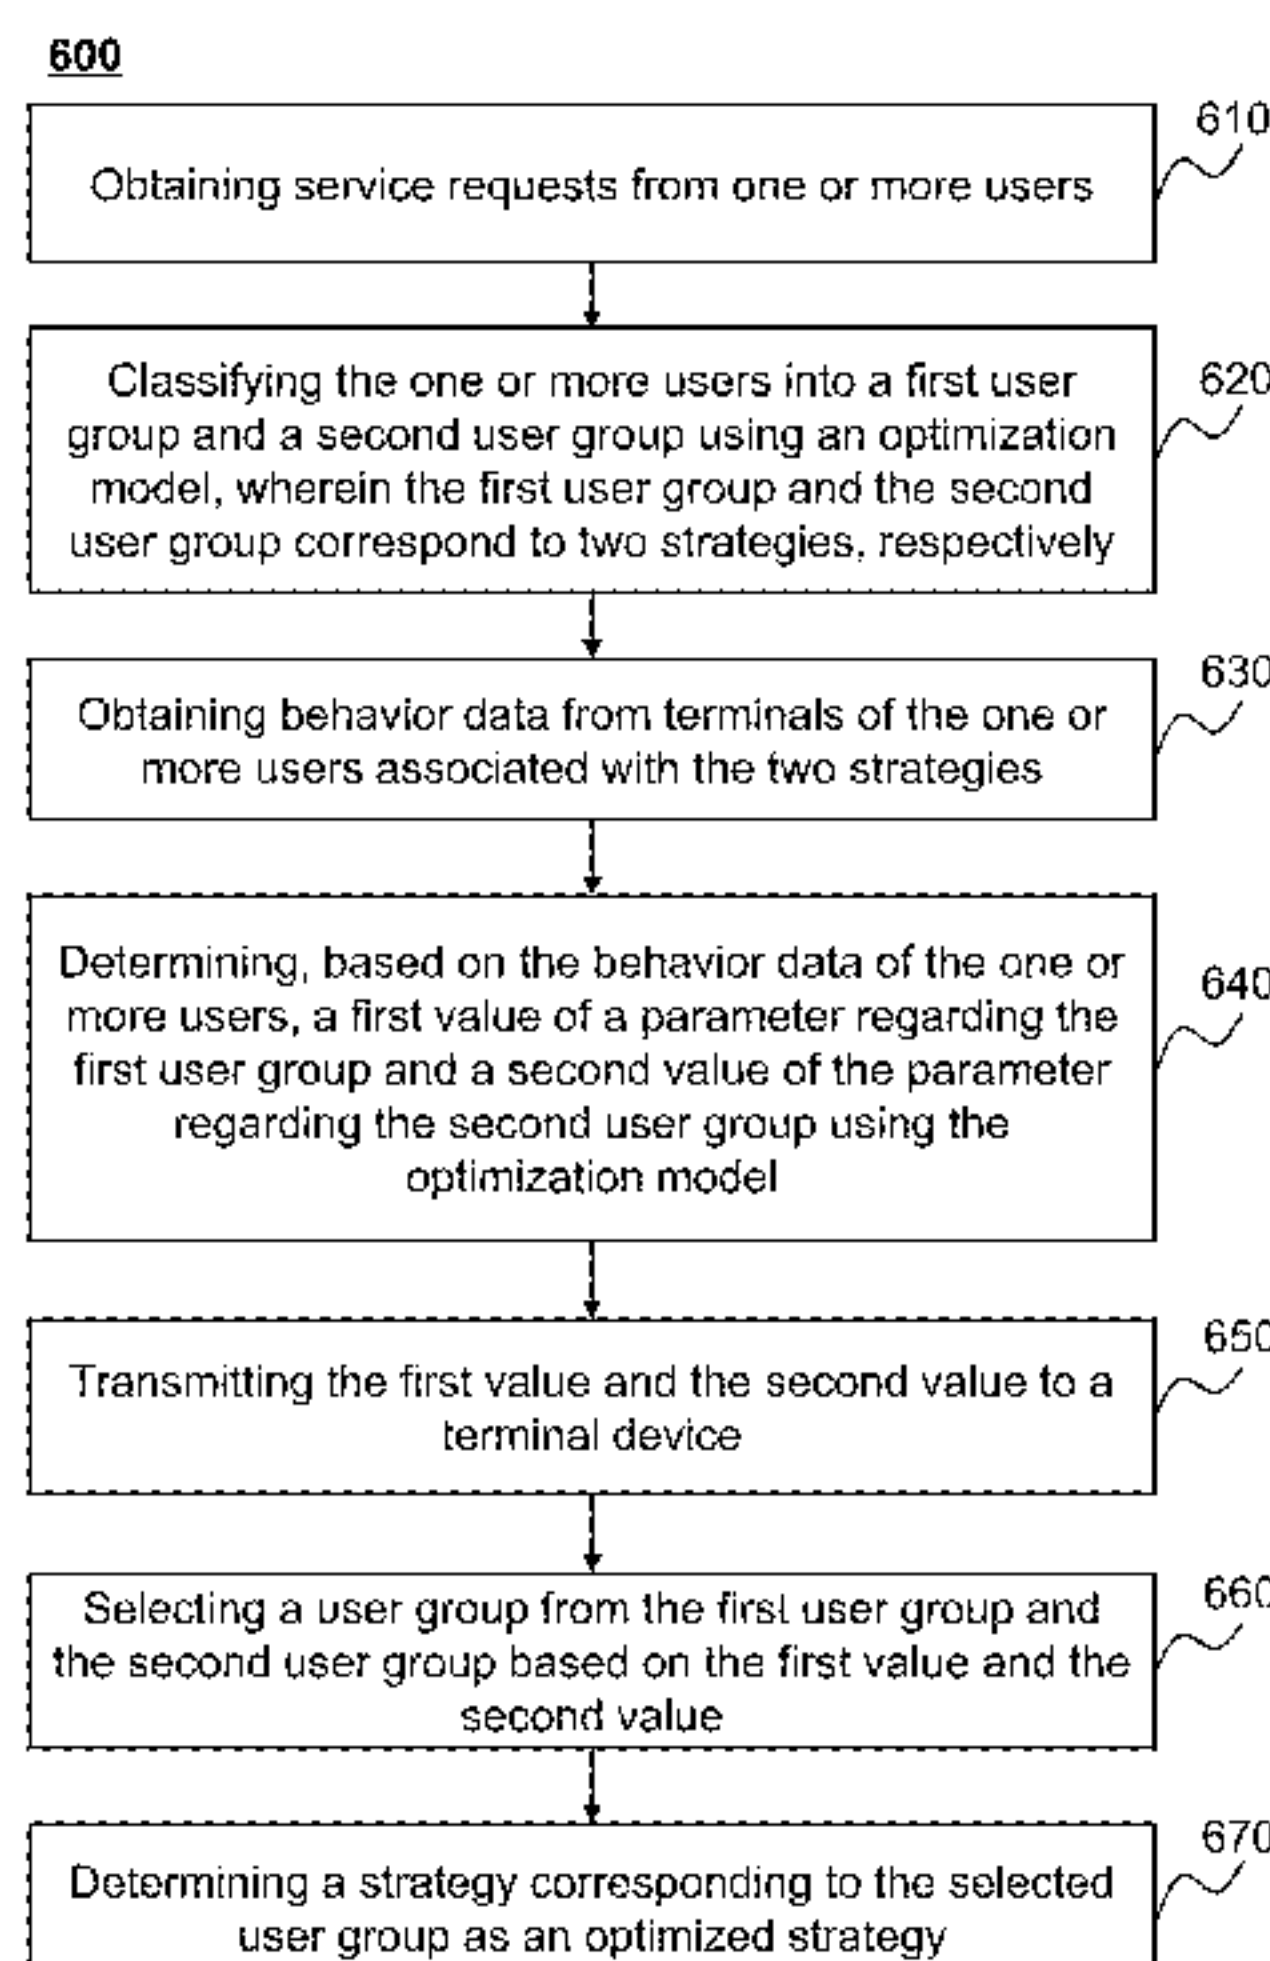 600
610
Obtaining service requests from one or more users
620
Classifying the one or more users into a first user
group and a second user group using an optimization
model, wherein the first user group and the second
user group correspond to two strategies, respectively
630
Obtaining behavior data from terminals of the one or
more users associated with the two strategies
640
Determining, based on the behavior data of the one or
more users, a first value of a parameter regarding the
first user group and a second value of the parameter
regarding the second user group using the
optimization model
650
Transmitting the first value and the second value to a
terminal device
660
Selecting a user group from the first user group and
the second user group based on the first value and the
second value
670
Determining a strategy corresponding to the selected
user group as an optimized strategy